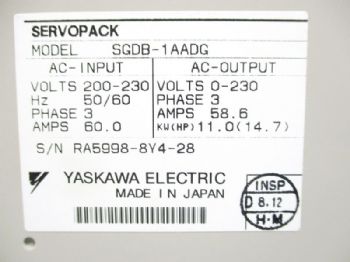 SERVOPACK
MODEL SGDB-1AADG
AC-INPUT AC-OUTPUT
VOLTS 200-230 VOLTS 0-230
Hz 50/60 PHASE 3
PHASE 3 AMPS 58.6
AMPS 60.0 KW(HP) 11.0(14.7)
S/N RA5998-8Y4-28
YASKAWA ELECTRIC
MADE IN JAPAN
INSP
D 8.12
H-M